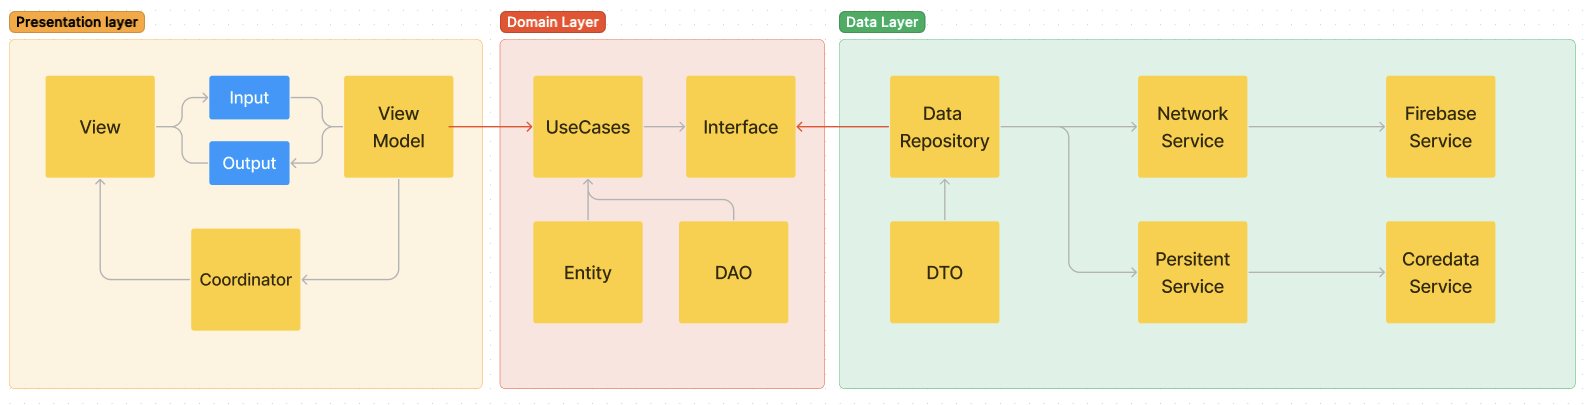 Presentation layer
Domain Layer
Data Layer
View
Input
Output
View
Model
Coordinator
UseCases
Interface
Entity
DAO
Data
Repository
Network
Service
Firebase
Service
DTO
Persitent
Service
Coredata
Service